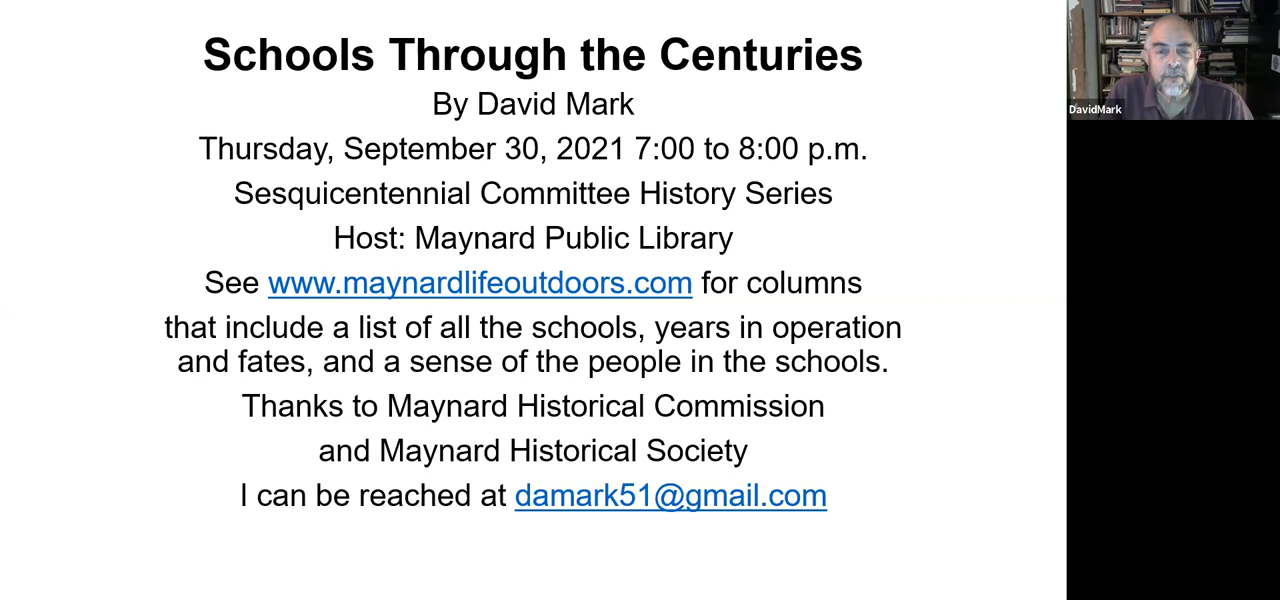 Schools Through the Centuries
By David Mark
Thursday, September 30, 2021 7:00 to 8:00 p.m.
Sesquicentennial Committee History Series
Host: Maynard Public Library
See www.maynardlifeoutdoors.com for columns
that include a list of all the schools, years in operation
and fates, and a sense of the people in the schools.
Thanks to Maynard Historical Commission
and Maynard Historical Society
I can be reached at damark51@gmail.com
DavidMark